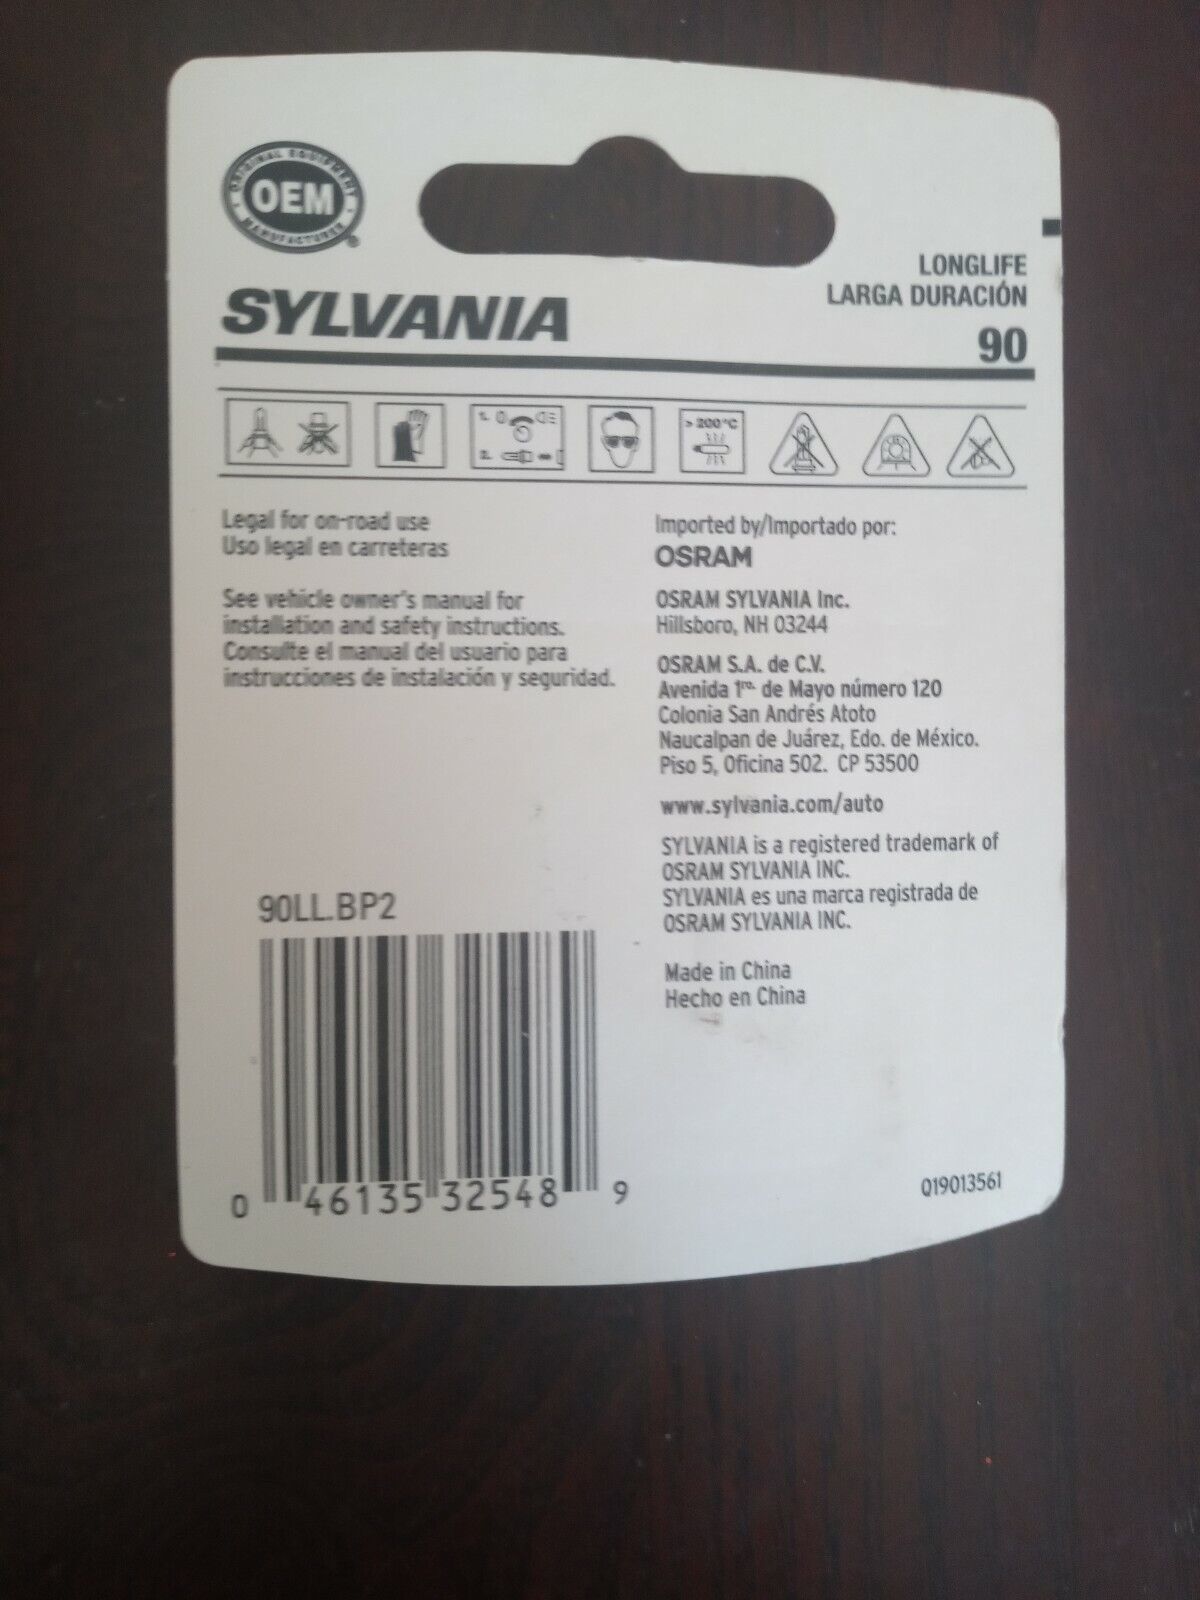 ORIGINAL EQUIPMENT
OEM
MANUFACTURER
®
SYLVANIA
LONGLIFE
LARGA DURACIÓN
90
1.
2.
> 200°C
Legal for on-road use
Uso legal en carreteras
See vehicle owner's manual for
installation and safety instructions.
Consulte el manual del usuario para
instrucciones de instalación y seguridad.
90LL.BP2
0 46135 32548 9
Imported by/Importado por:
OSRAM
OSRAM SYLVANIA Inc.
Hillsboro, NH 03244
OSRAM S.A. de C.V.
Avenida 1ro. de Mayo número 120
Colonia San Andrés Atoto
Naucalpan de Juárez, Edo. de México.
Piso 5, Oficina 502. CP 53500
www.sylvania.com/auto
SYLVANIA is a registered trademark of
OSRAM SYLVANIA INC.
SYLVANIA es una marca registrada de
OSRAM SYLVANIA INC.
Made in China
Hecho en China
Q19013561